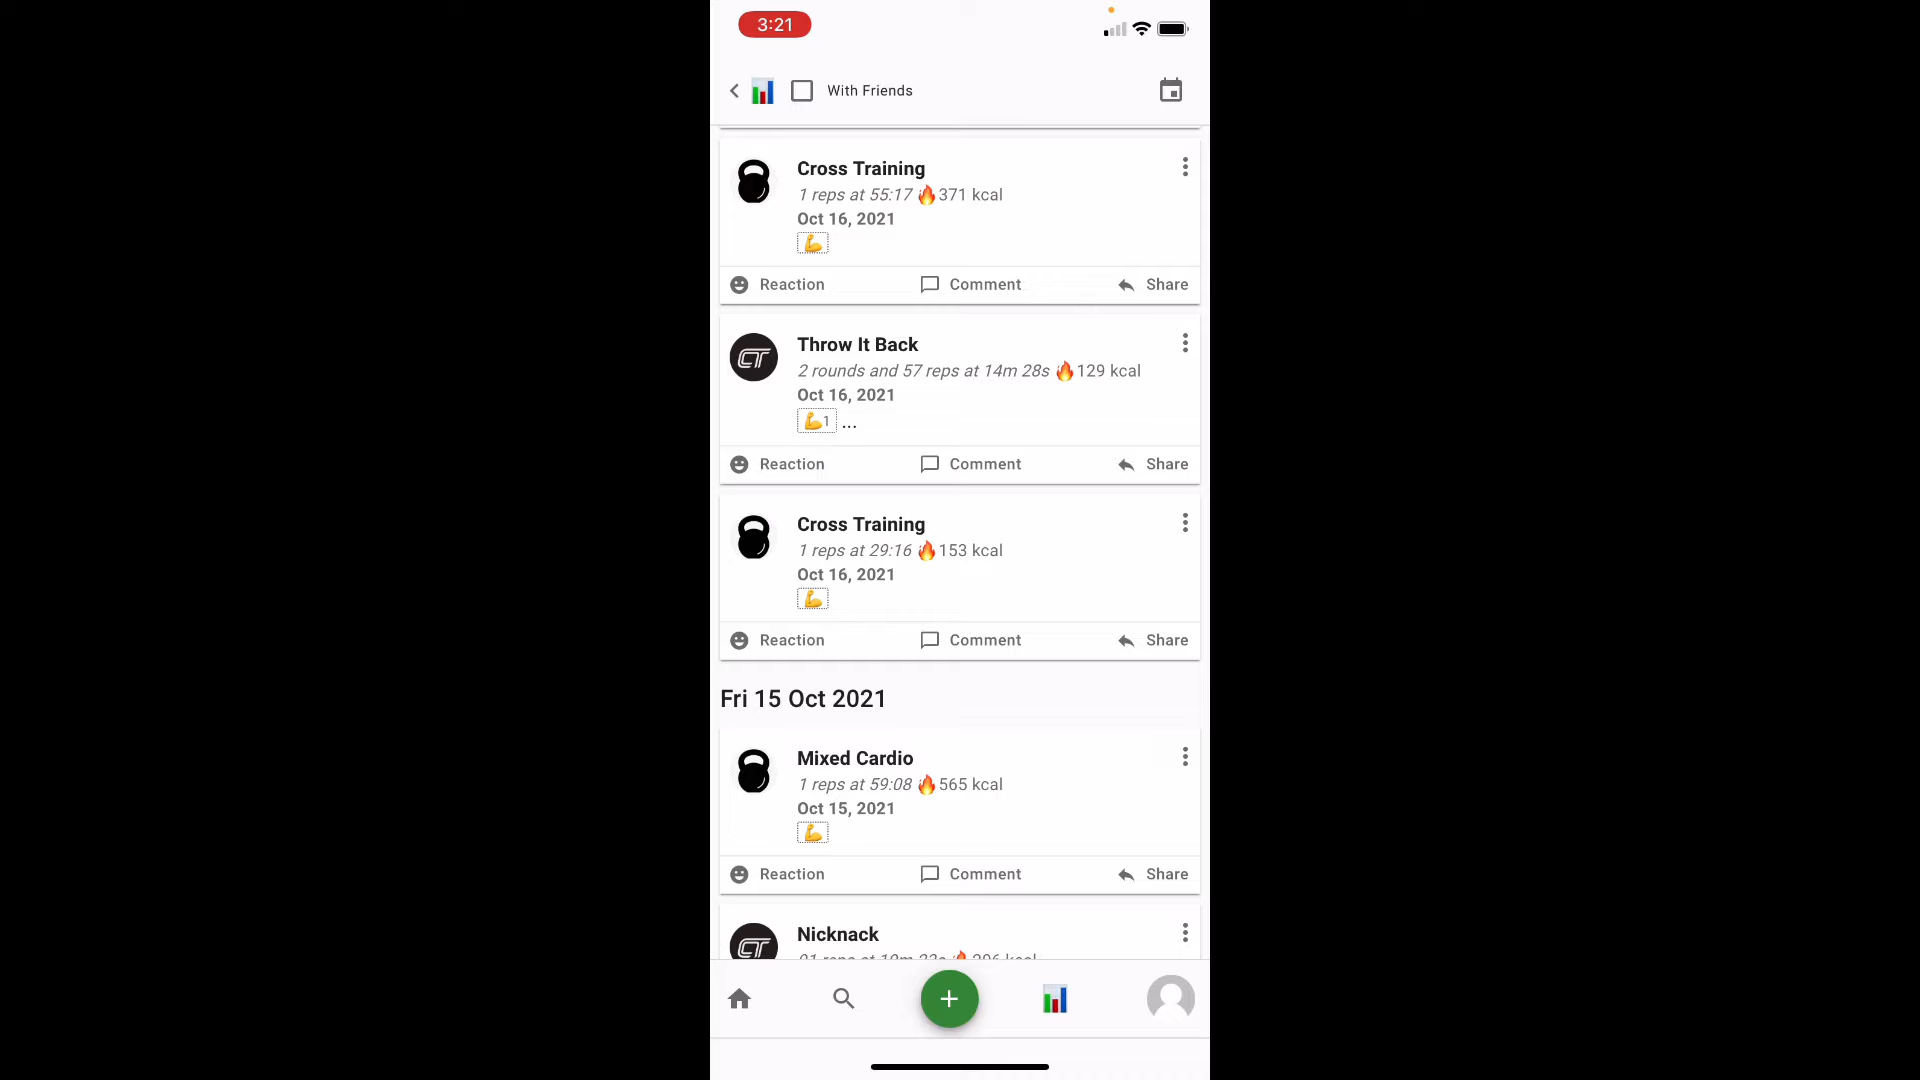 3:21
With Friends
Cross Training
1 reps at 55:17 🔥371 kcal
Oct 16, 2021
💪
Reaction Comment Share
CT
Throw It Back
2 rounds and 57 reps at 14m 28s 🔥129 kcal
Oct 16, 2021
💪1 ...
Reaction Comment Share
Cross Training
1 reps at 29:16 🔥153 kcal
Oct 16, 2021
💪
Reaction Comment Share
Fri 15 Oct 2021
Mixed Cardio
1 reps at 59:08 🔥565 kcal
Oct 15, 2021
💪
Reaction Comment Share
CT
Nicknack